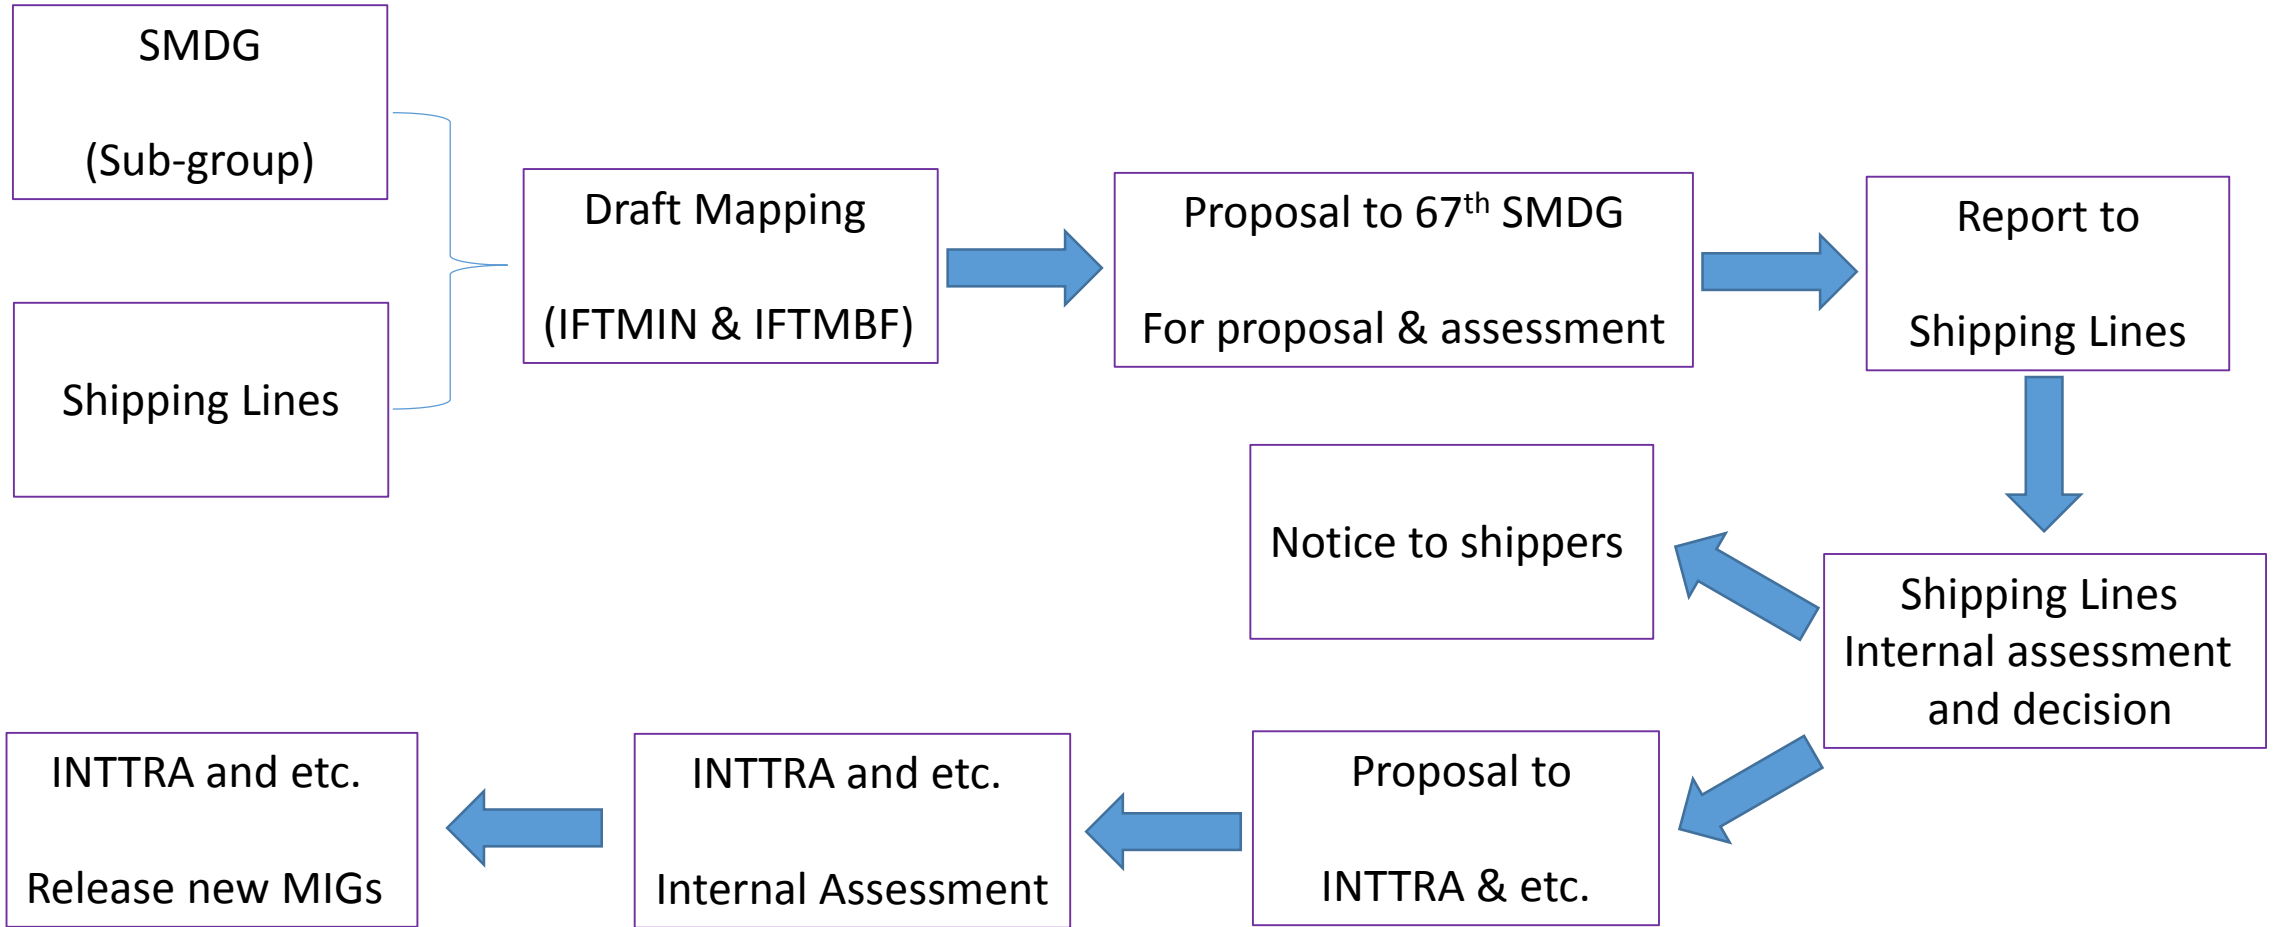 SMDG
(Sub-group)
Shipping Lines
Draft Mapping
(IFTMIN & IFTMBF)
Proposal to 67th SMDG
For proposal & assessment
Report to
Shipping Lines
Shipping Lines
Internal assessment
and decision
Notice to shippers
Proposal to
INTTRA & etc.
INTTRA and etc.
Internal Assessment
INTTRA and etc.
Release new MIGs